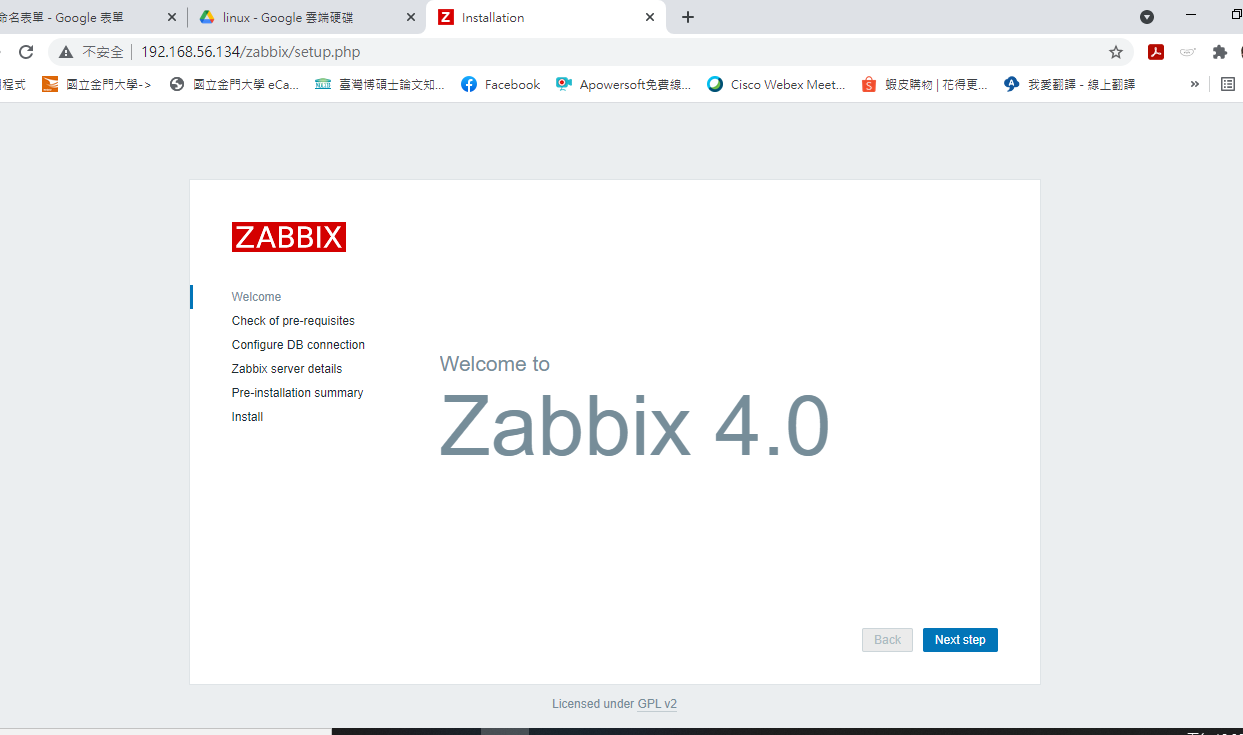 命名表單 - Google 表單
linux - Google 雲端硬碟
Installation
不安全
192.168.56.134/zabbix/setup.php
程式
國立金門大學->
國立金門大學 eCa...
臺灣博碩士論文知...
Facebook
Apowersoft免費線...
Cisco Webex Meet...
蝦皮購物 | 花得更...
我愛翻譯 - 線上翻譯
»
ZABBIX
Welcome
Check of pre-requisites
Configure DB connection
Zabbix server details
Pre-installation summary
Install
Welcome to
Zabbix 4.0
Back
Next step
Licensed under GPL v2